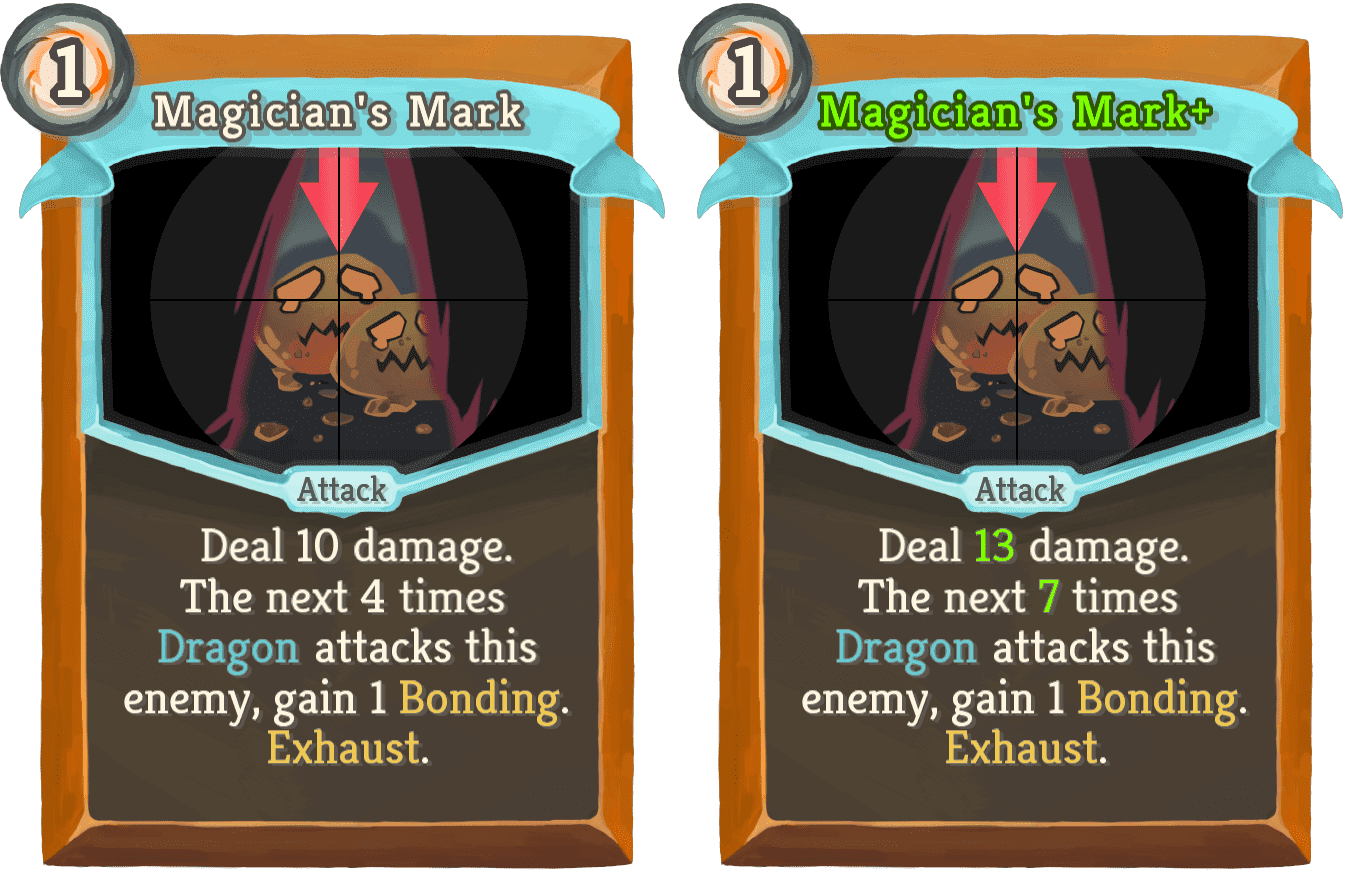 1
Magician's Mark
Attack
Deal 10 damage.
The next 4 times
Dragon attacks this
enemy, gain 1 Bonding.
Exhaust.
1
Magician's Mark+
Attack
Deal 13 damage.
The next 7 times
Dragon attacks this
enemy, gain 1 Bonding.
Exhaust.